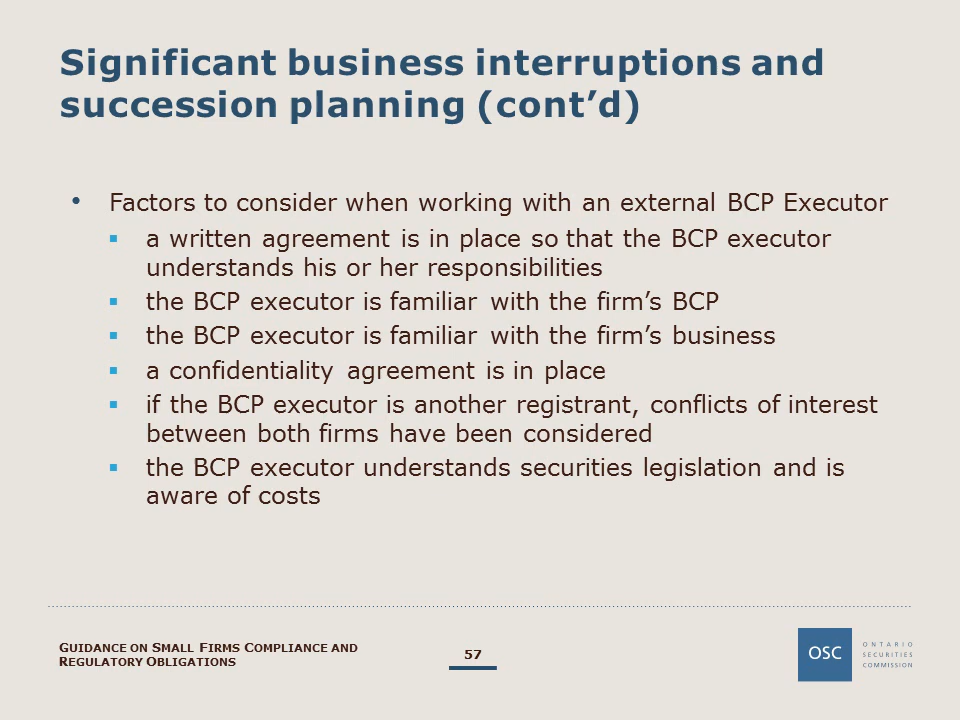 Significant business interruptions and
succession planning (cont’d)
• Factors to consider when working with an external BCP Executor
▪ a written agreement is in place so that the BCP executor
understands his or her responsibilities
▪ the BCP executor is familiar with the firm’s BCP
▪ the BCP executor is familiar with the firm’s business
▪ a confidentiality agreement is in place
▪ if the BCP executor is another registrant, conflicts of interest
between both firms have been considered
▪ the BCP executor understands securities legislation and is
aware of costs
GUIDANCE ON SMALL FIRMS COMPLIANCE AND
REGULATORY OBLIGATIONS
57
OSC
ONTARIO
SECURITIES
COMMISSION